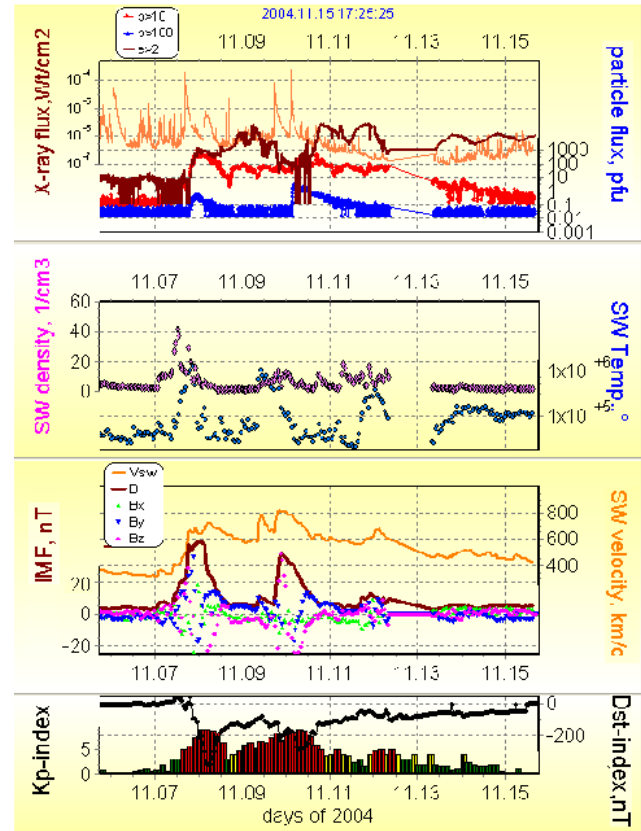 2004.11.15 17:25:25
p>10
p>100
e>2
11.09 11.11 11.15
X-ray flux,Wt/cm2
10-4
10-5
10-6
10-7
1000
1000
10
0.1
0.01
0.001
particle flux, pfu
11.07 11.09 11.11 11.13 11.15
SW density, 1/cm3
60
40
20
0
1x10 +6
1x10 +5
SW Temp, °
Vsw
B
Bx
By
Bz
IMF, nT
20
0
-20
800
600
400
SW velocity, km/c
11.07 11.09 11.11 11.13 11.15
Kp-index
5
0
0
-200
Dst-index,nT
11.07 11.09 11.11 11.13 11.15
days of 2004